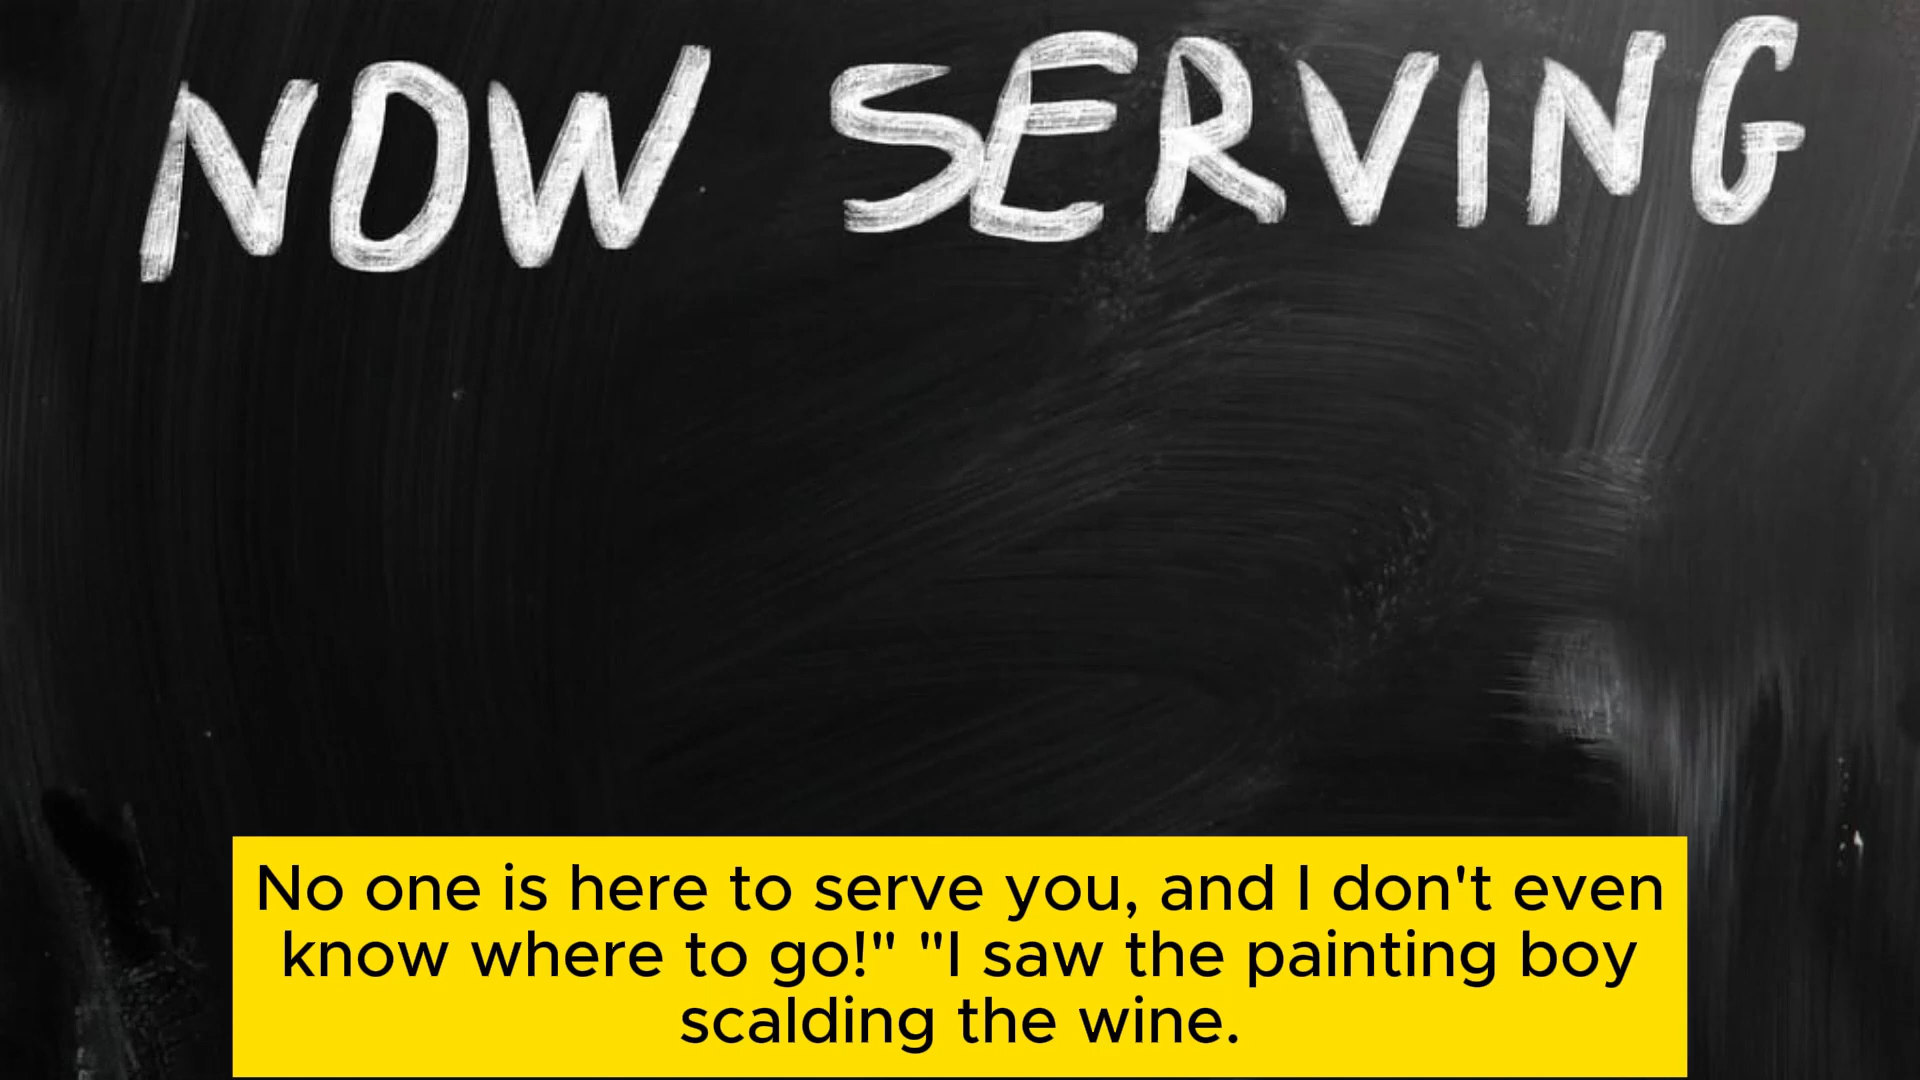 NOW SERVING
No one is here to serve you, and I don't even
know where to go!" "I saw the painting boy
scalding the wine.